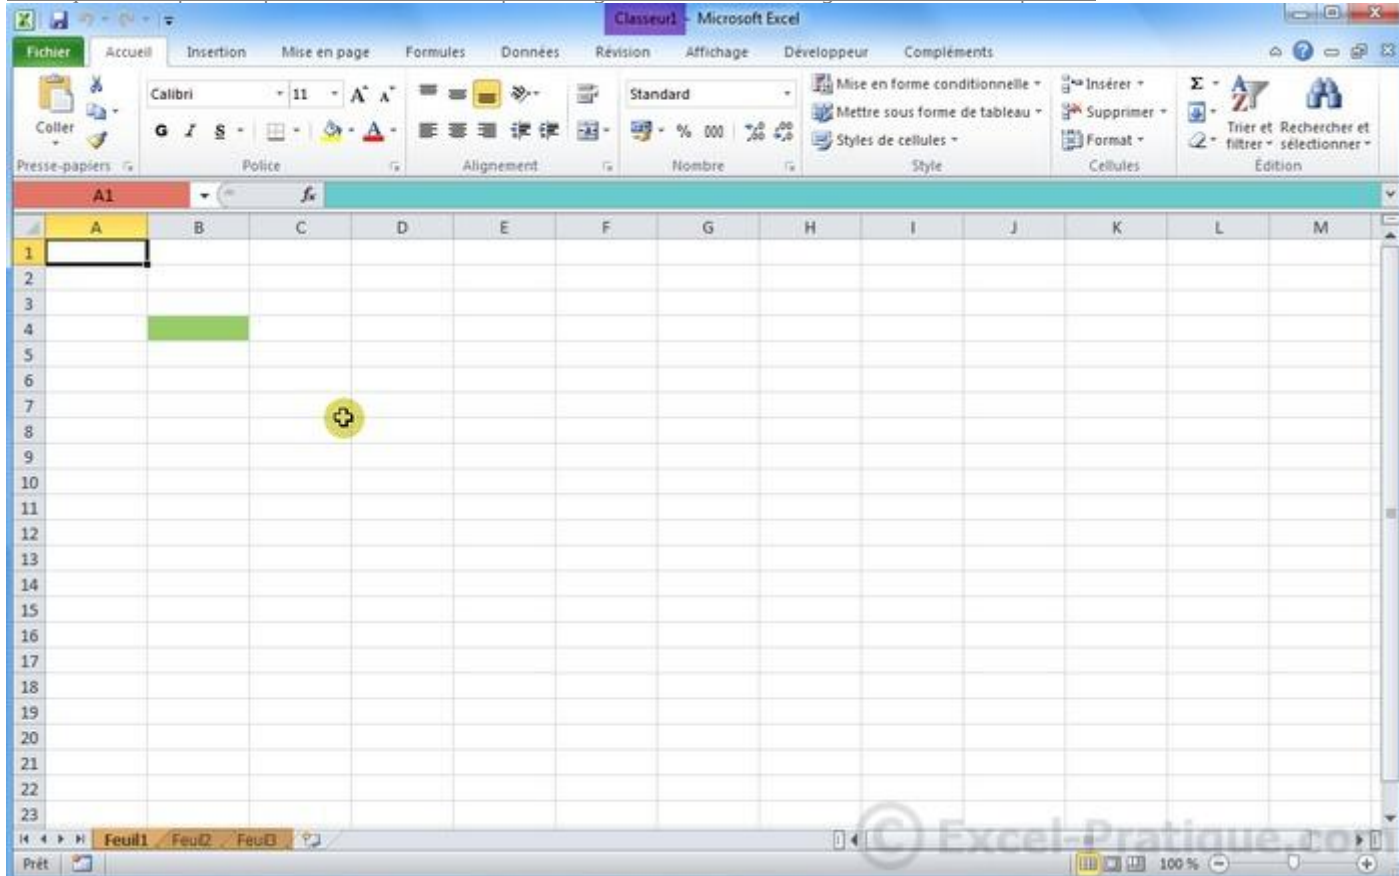 Classeur1 - Microsoft Excel
Fichier Accueil Insertion Mise en page Formules Données Révision Affichage Développeur Compléments
Coller
Calibri 11 A A
Standard
G I S A
% 000
Mise en forme conditionnelle
Mettre sous forme de tableau
Styles de cellules
Insérer
Supprimer
Format
Σ
Trier et filtrer
Rechercher et sélectionner
Presse-papiers Police Alignement Nombre Style Cellules Édition
A1 fx
A B C D E F G H I J K L M
1
2
3
4
5
6
7
8
9
10
11
12
13
14
15
16
17
18
19
20
21
22
23
Feuil1 Feuil2 Feuil3
© Excel-Pratique.com
Prêt 100 %